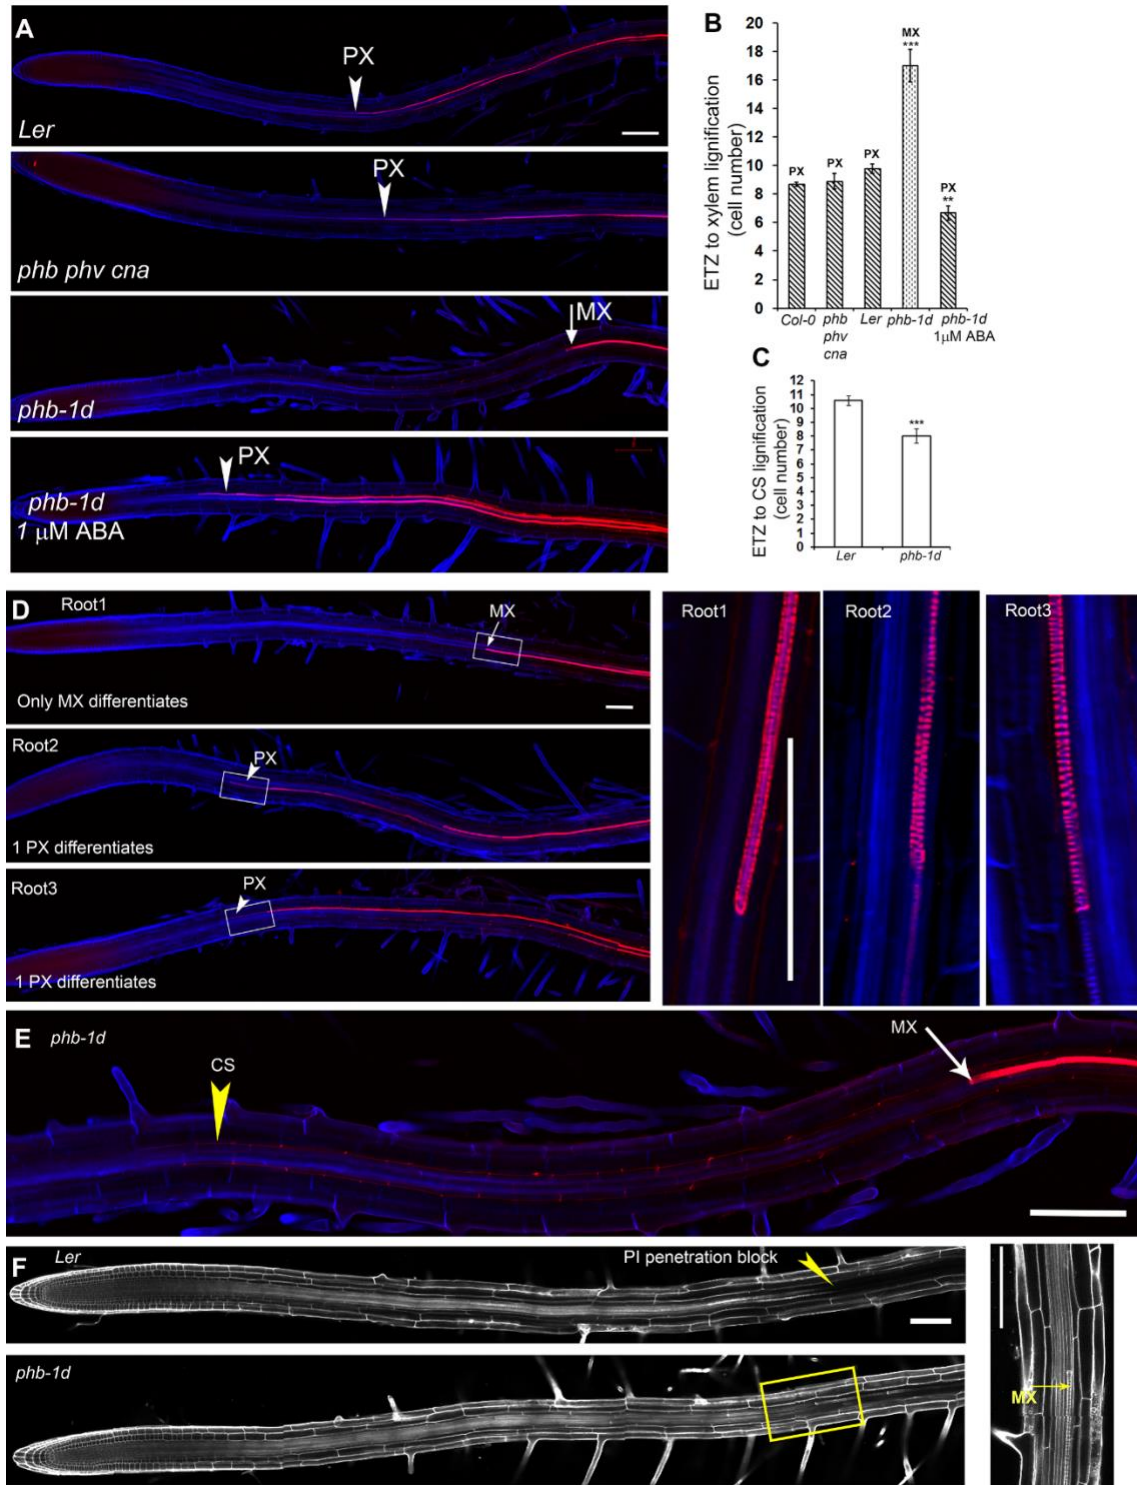 A
PX
Ler
PX
phb phv cna
MX
phb-1d
PX
phb-1d
1 μM ABA
B
ETZ to xylem lignification
(cell number)
20
18
16
14
12
10
8
6
4
2
0
PX
PX
PX
MX
***
PX
**
Col-0
phb
phv
cna
Ler
phb-1d
phb-1d
1μM ABA
C
ETZ to CS lignification
(cell number)
12
11
10
9
8
7
6
5
4
3
2
1
0
***
Ler
phb-1d
D
Root1
MX
Only MX differentiates
Root2
PX
1 PX differentiates
Root3
PX
1 PX differentiates
Root1
Root2
Root3
E
phb-1d
CS
MX
F
Ler
PI penetration block
phb-1d
MX